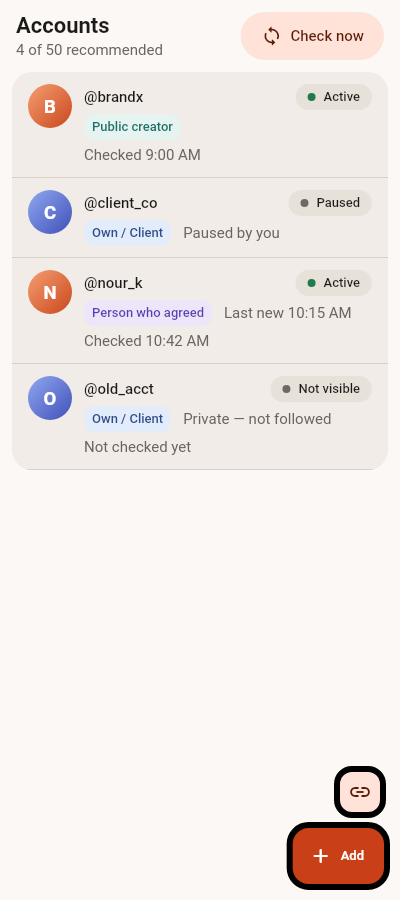 Accounts
4 of 50 recommended
Check now
B
@brandx
Active
Public creator
Checked 9:00 AM
C
@client_co
Paused
Own / Client
Paused by you
N
@nour_k
Active
Person who agreed
Last new 10:15 AM
Checked 10:42 AM
O
@old_acct
Not visible
Own / Client
Private — not followed
Not checked yet
Add